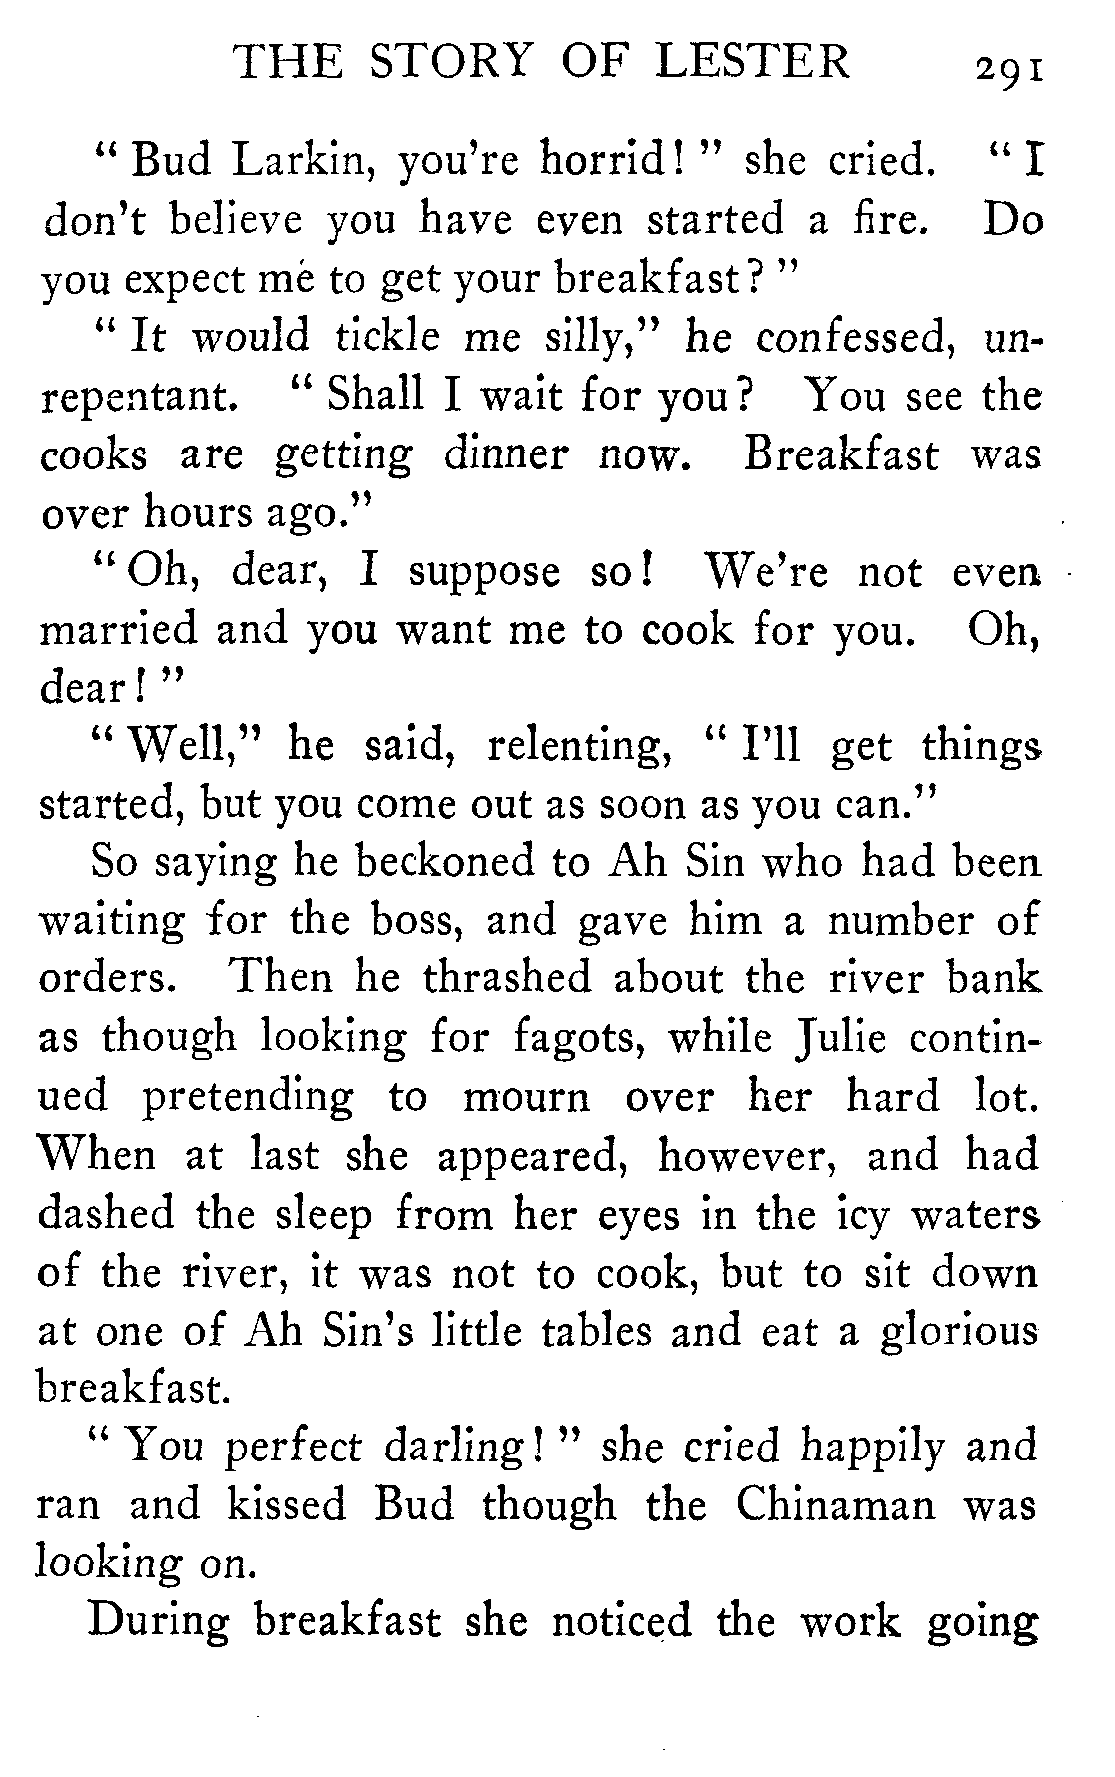 THE STORY OF LESTER 291
“ Bud Larkin, you’re horrid! ” she cried. “ I
don’t believe you have even started a fire. Do
you expect me to get your breakfast? ”
“ It would tickle me silly,” he confessed, un-
repentant. “ Shall I wait for you? You see the
cooks are getting dinner now. Breakfast was
over hours ago.”
“ Oh, dear, I suppose so! We’re not even
married and you want me to cook for you. Oh,
dear! ”
“ Well,” he said, relenting, “ I’ll get things
started, but you come out as soon as you can.”
So saying he beckoned to Ah Sin who had been
waiting for the boss, and gave him a number of
orders. Then he thrashed about the river bank
as though looking for fagots, while Julie contin-
ued pretending to mourn over her hard lot.
When at last she appeared, however, and had
dashed the sleep from her eyes in the icy waters
of the river, it was not to cook, but to sit down
at one of Ah Sin’s little tables and eat a glorious
breakfast.
“ You perfect darling! ” she cried happily and
ran and kissed Bud though the Chinaman was
looking on.
During breakfast she noticed the work going